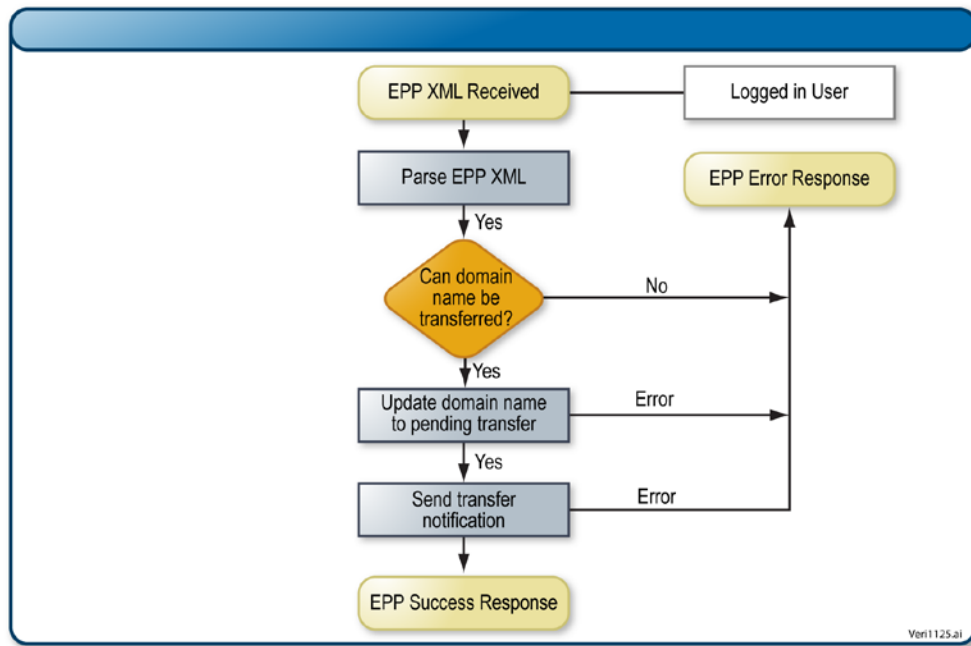 EPP XML Received
Logged in User
Parse EPP XML
EPP Error Response
Yes
Can domain
name be
transferred?
No
Yes
Update domain name
to pending transfer
Error
Yes
Send transfer
notification
Error
EPP Success Response
Veri1125.ai